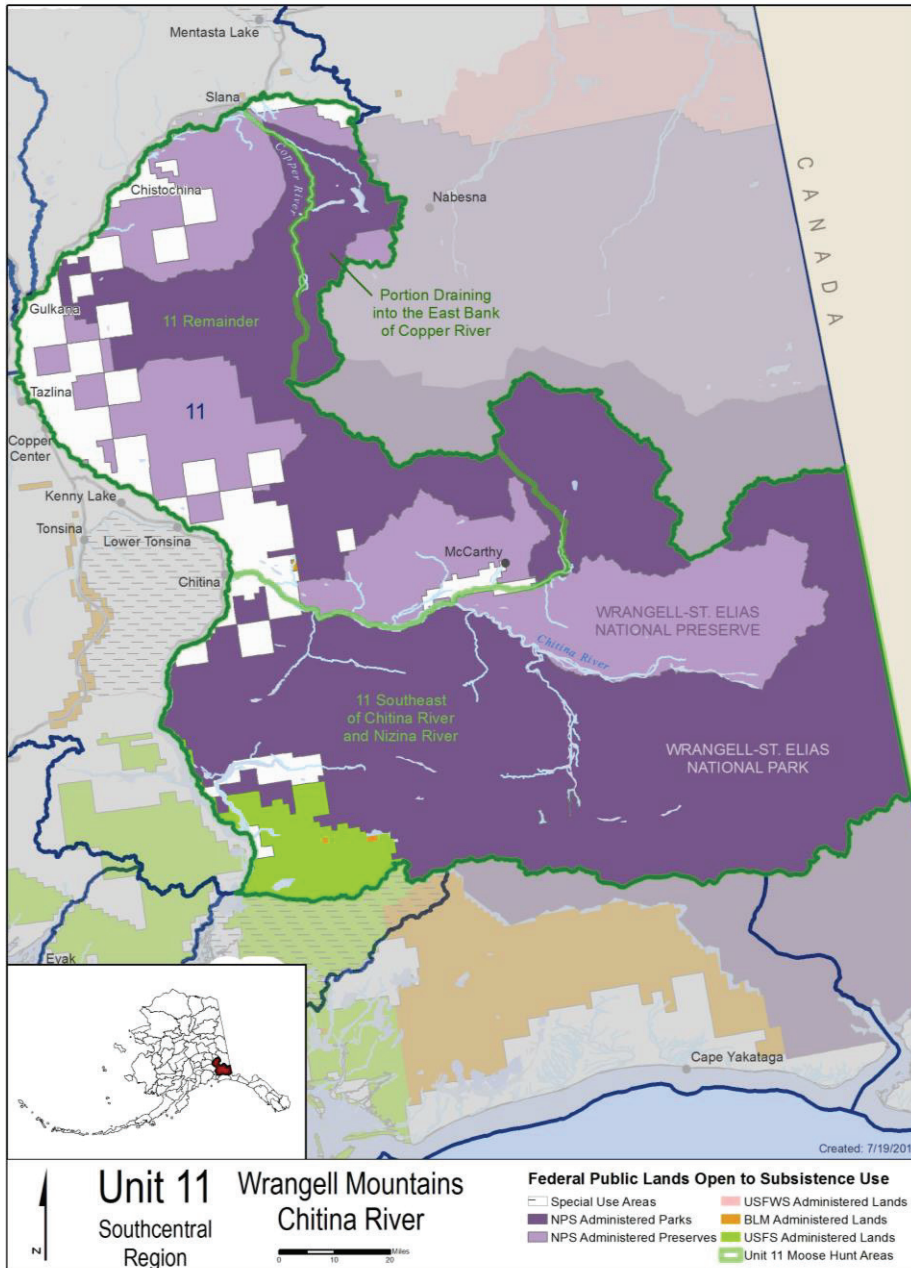 Mentasta Lake
Slana
Copper River
CANADA
Chistochina
Nabesna
Portion Draining
into the East Bank
of Copper River
Gulkana
11 Remainder
Tazlina
11
Copper
Center
Kenny Lake
Tonsina
Lower Tonsina
McCarthy
Chitina
WRANGELL-ST. ELIAS
NATIONAL PRESERVE
Chitina River
11 Southeast
of Chitina River
and Nizina River
WRANGELL-ST. ELIAS
NATIONAL PARK
Eyak
Cape Yakataga
Created: 7/19/201
N
Unit 11
Southcentral
Region
Wrangell Mountains
Chitina River
0 10 20 Miles
Federal Public Lands Open to Subsistence Use
Special Use Areas
NPS Administered Parks
NPS Administered Preserves
USFWS Administered Lands
BLM Administered Lands
USFS Administered Lands
Unit 11 Moose Hunt Areas